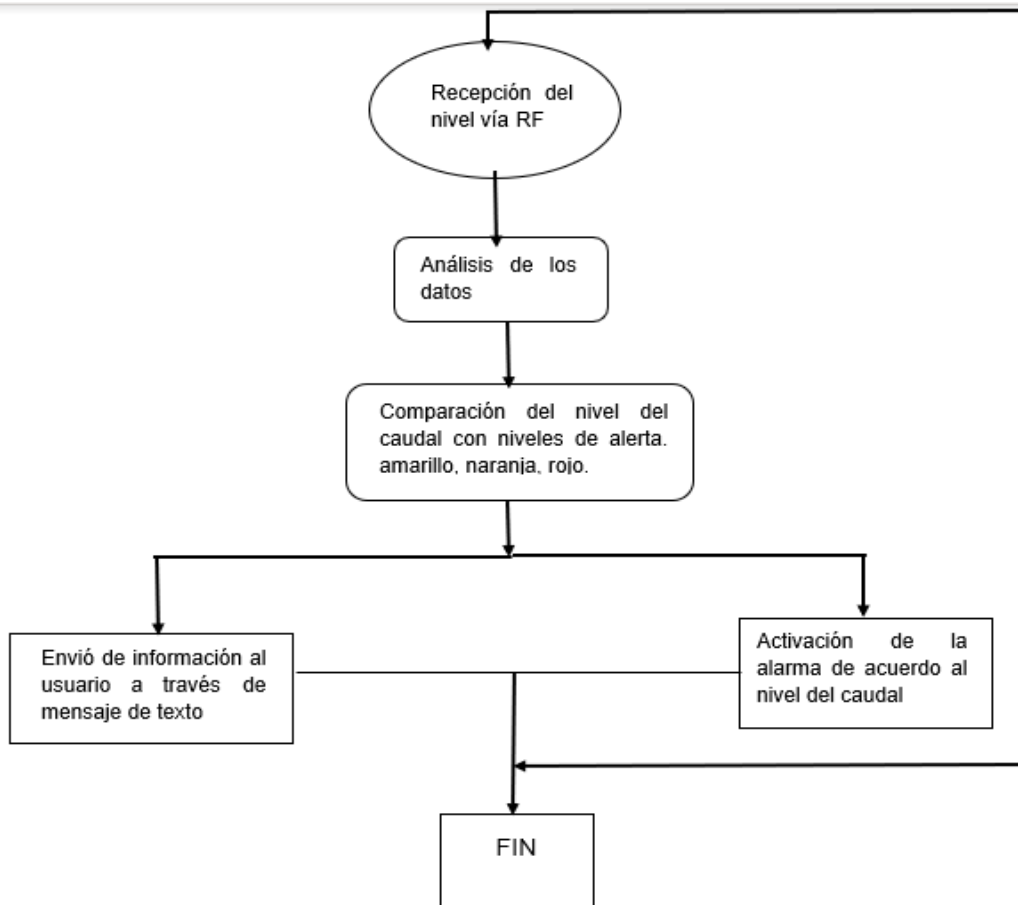 Recepción del
nivel vía RF
Análisis de los
datos
Comparación del nivel del
caudal con niveles de alerta.
amarillo, naranja, rojo.
Envió de información al
usuario a través de
mensaje de texto
Activación de la
alarma de acuerdo al
nivel del caudal
FIN